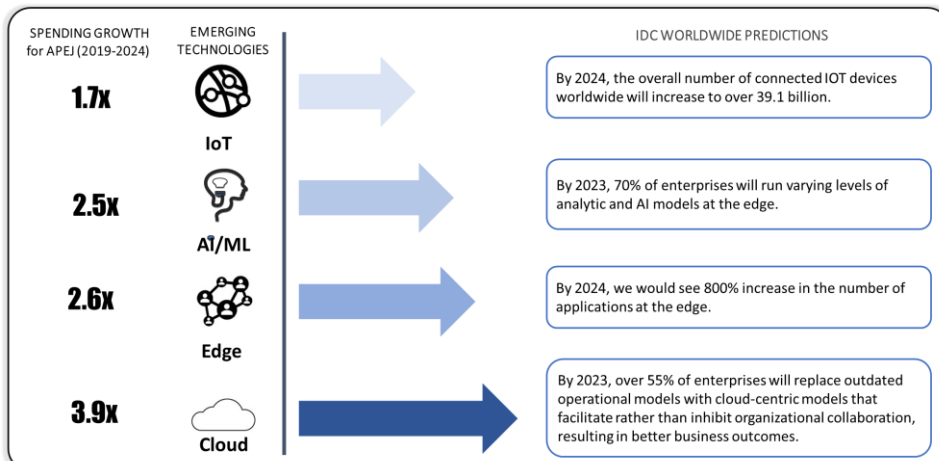 SPENDING GROWTH
for APEJ (2019-2024)
EMERGING
TECHNOLOGIES
IDC WORLDWIDE PREDICTIONS
1.7x
IoT
By 2024, the overall number of connected IOT devices
worldwide will increase to over 39.1 billion.
2.5x
AI/ML
By 2023, 70% of enterprises will run varying levels of
analytic and AI models at the edge.
2.6x
Edge
By 2024, we would see 800% increase in the number of
applications at the edge.
3.9x
Cloud
By 2023, over 55% of enterprises will replace outdated
operational models with cloud-centric models that
facilitate rather than inhibit organizational collaboration,
resulting in better business outcomes.